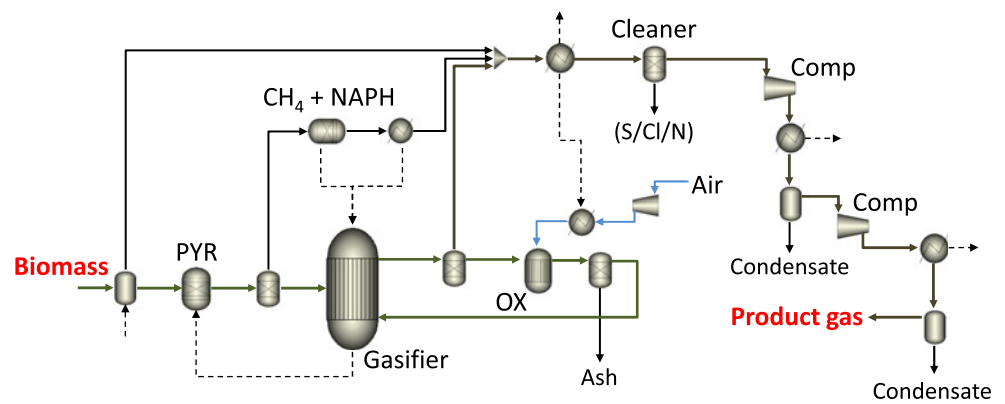 Cleaner
Comp
CH₄ + NAPH
(S/Cl/N)
Air
Comp
PYR
Biomass
Condensate
OX
Product gas
Gasifier
Ash
Condensate